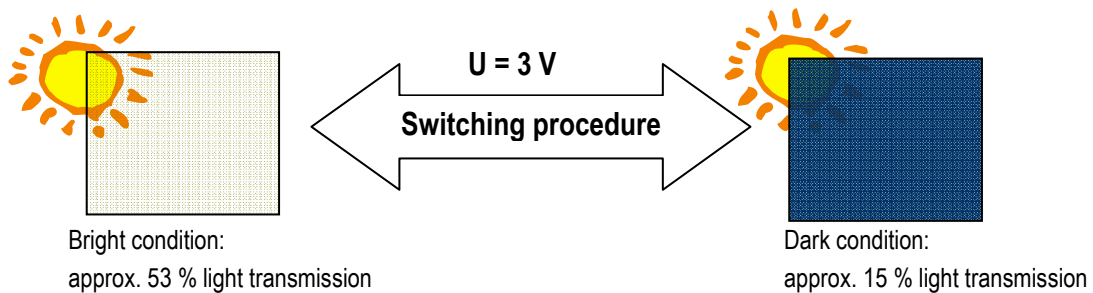 U = 3 V
Switching procedure
Bright condition:
approx. 53 % light transmission
Dark condition:
approx. 15 % light transmission